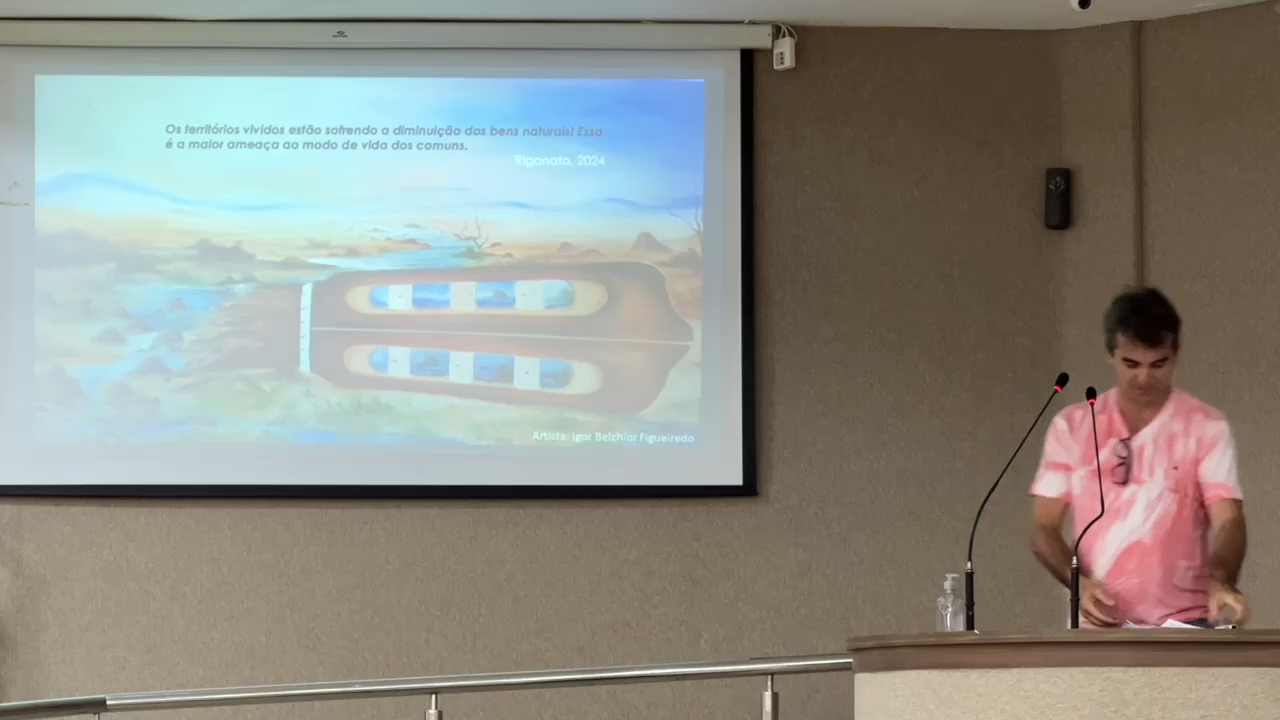 Os territórios vividos estão sofrendo a diminuição dos bens naturais! Essa
é a maior ameaça ao modo de vida dos comuns.
Rigonato, 2024
Artista: Igor Belchior Figueiredo